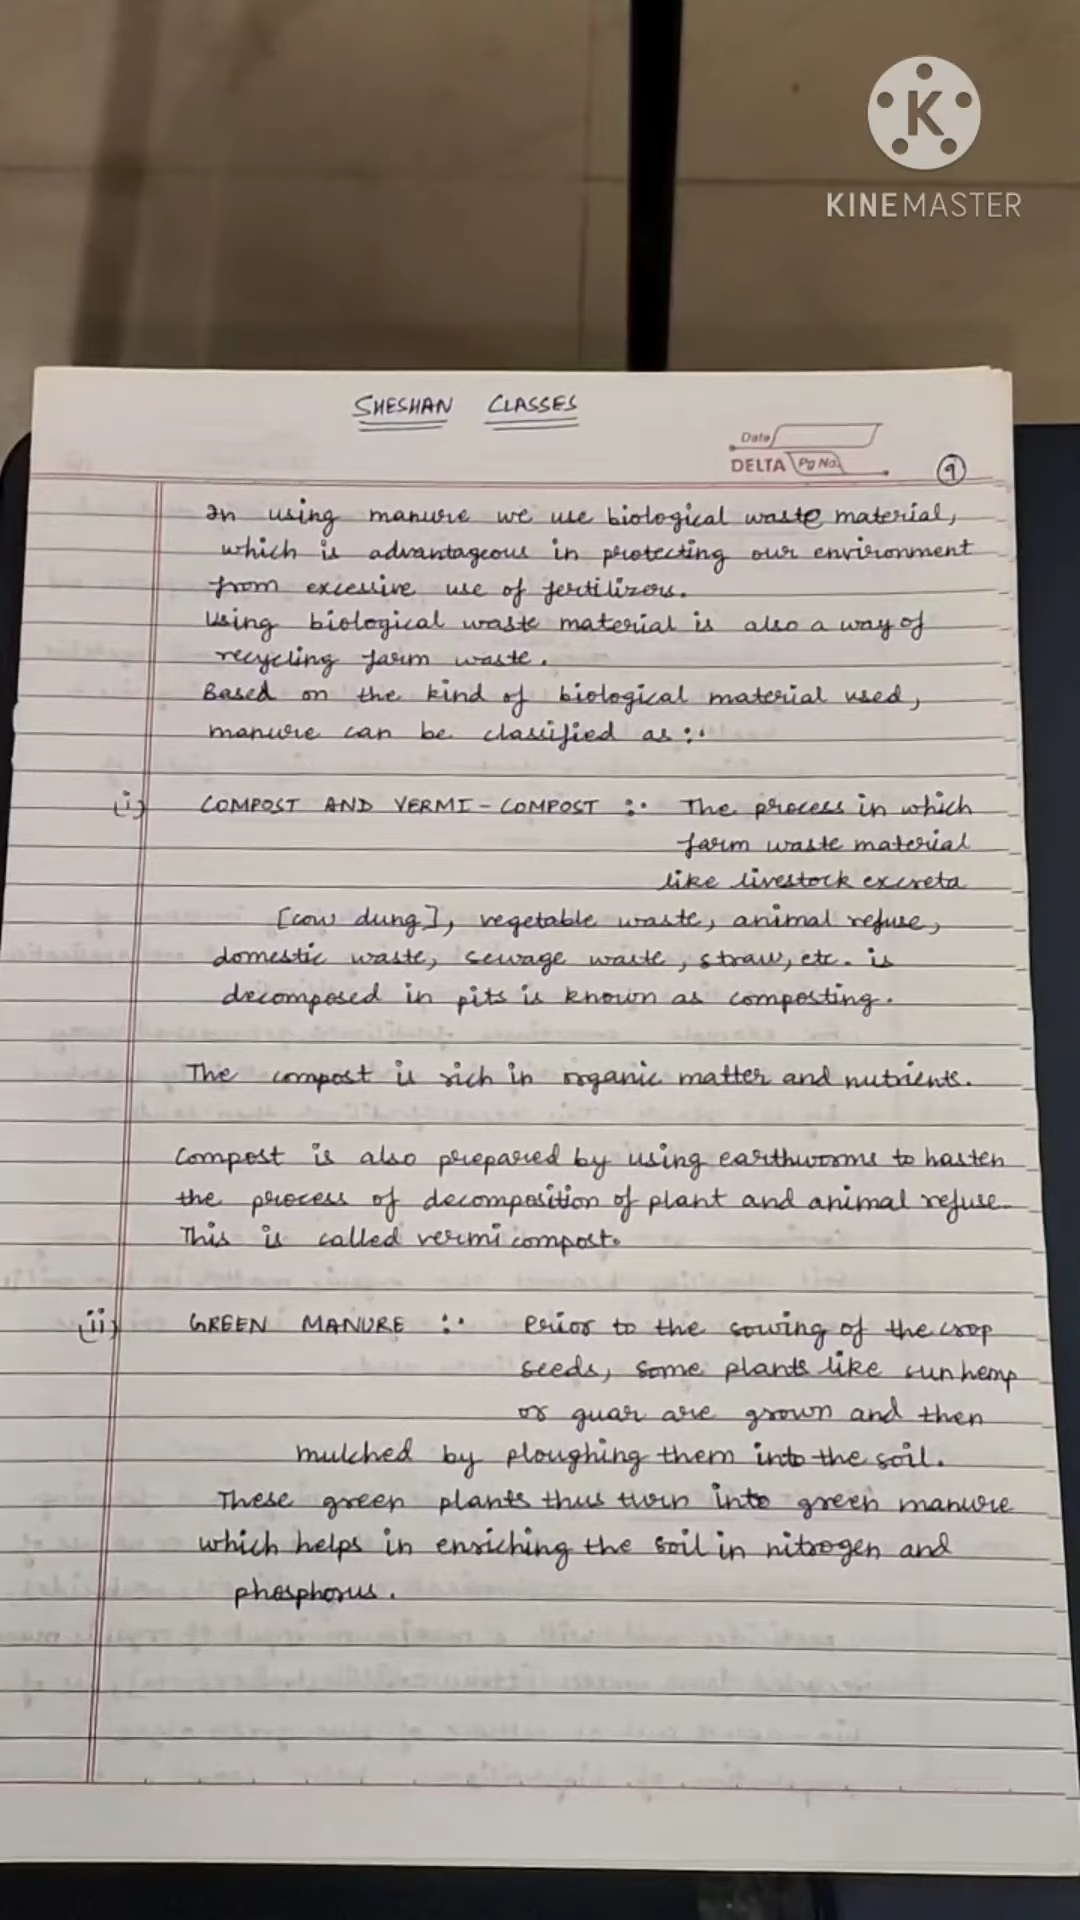 K
KINEMASTER
SHESHAN CLASSES
Date
DELTA Pg No.
9
In using manure we use biological waste material,
which is advantageous in protecting our environment
from excessive use of fertilizers.
Using biological waste material is also a way of
recycling farm waste.
Based on the kind of biological material used,
manure can be classified as :-
(i) COMPOST AND VERMI-COMPOST :- The process in which
farm waste material
like livestock excreta
[cow dung], vegetable waste, animal refuse,
domestic waste, sewage waste, straw, etc. is
decomposed in pits is known as composting.
The compost is rich in organic matter and nutrients.
Compost is also prepared by using earthworms to hasten
the process of decomposition of plant and animal refuse.
This is called vermicompost.
(ii) GREEN MANURE :- Prior to the sowing of the crop
seeds, some plants like sun hemp
or guar are grown and then
mulched by ploughing them into the soil.
These green plants thus turn into green manure
which helps in enriching the soil in nitrogen and
phosphorus.